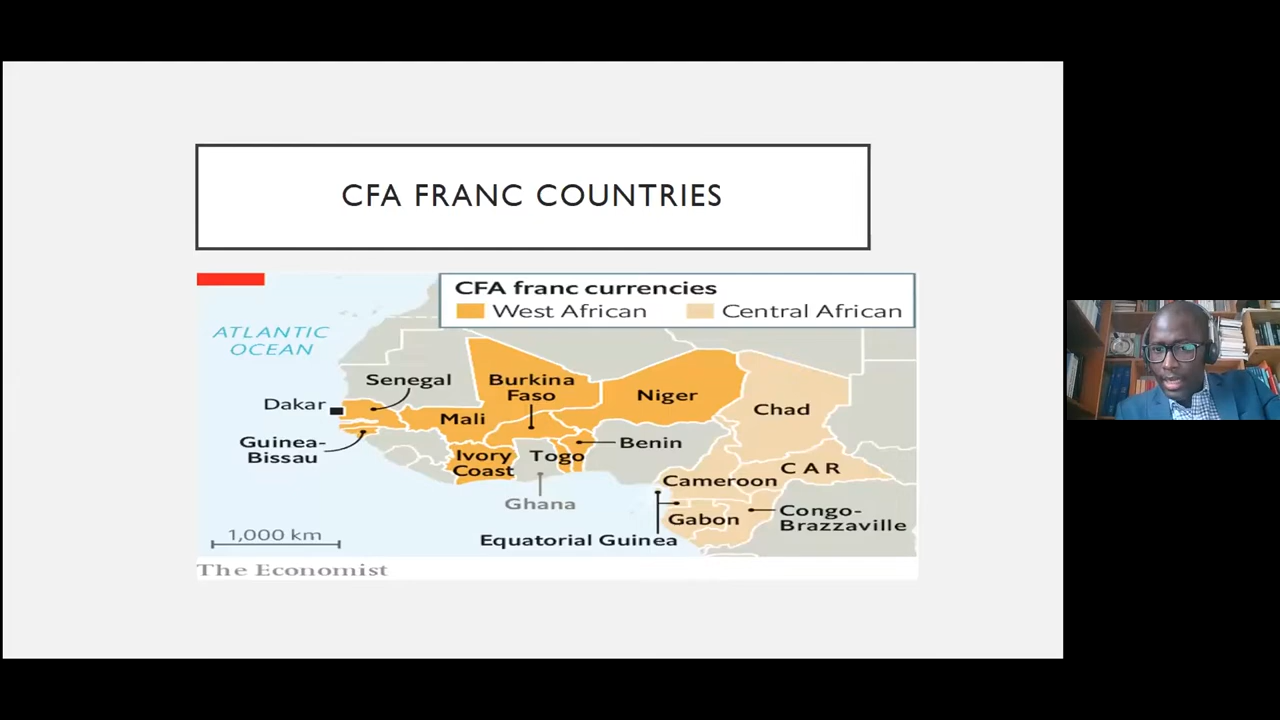 CFA FRANC COUNTRIES
CFA franc currencies
West African
Central African
ATLANTIC
OCEAN
Senegal
Burkina
Faso
Niger
Dakar
Mali
Chad
Guinea-
Bissau
Benin
Ivory
Coast
Togo
CAR
Cameroon
Ghana
Gabon
Congo-
Brazzaville
Equatorial Guinea
1,000 km
The Economist